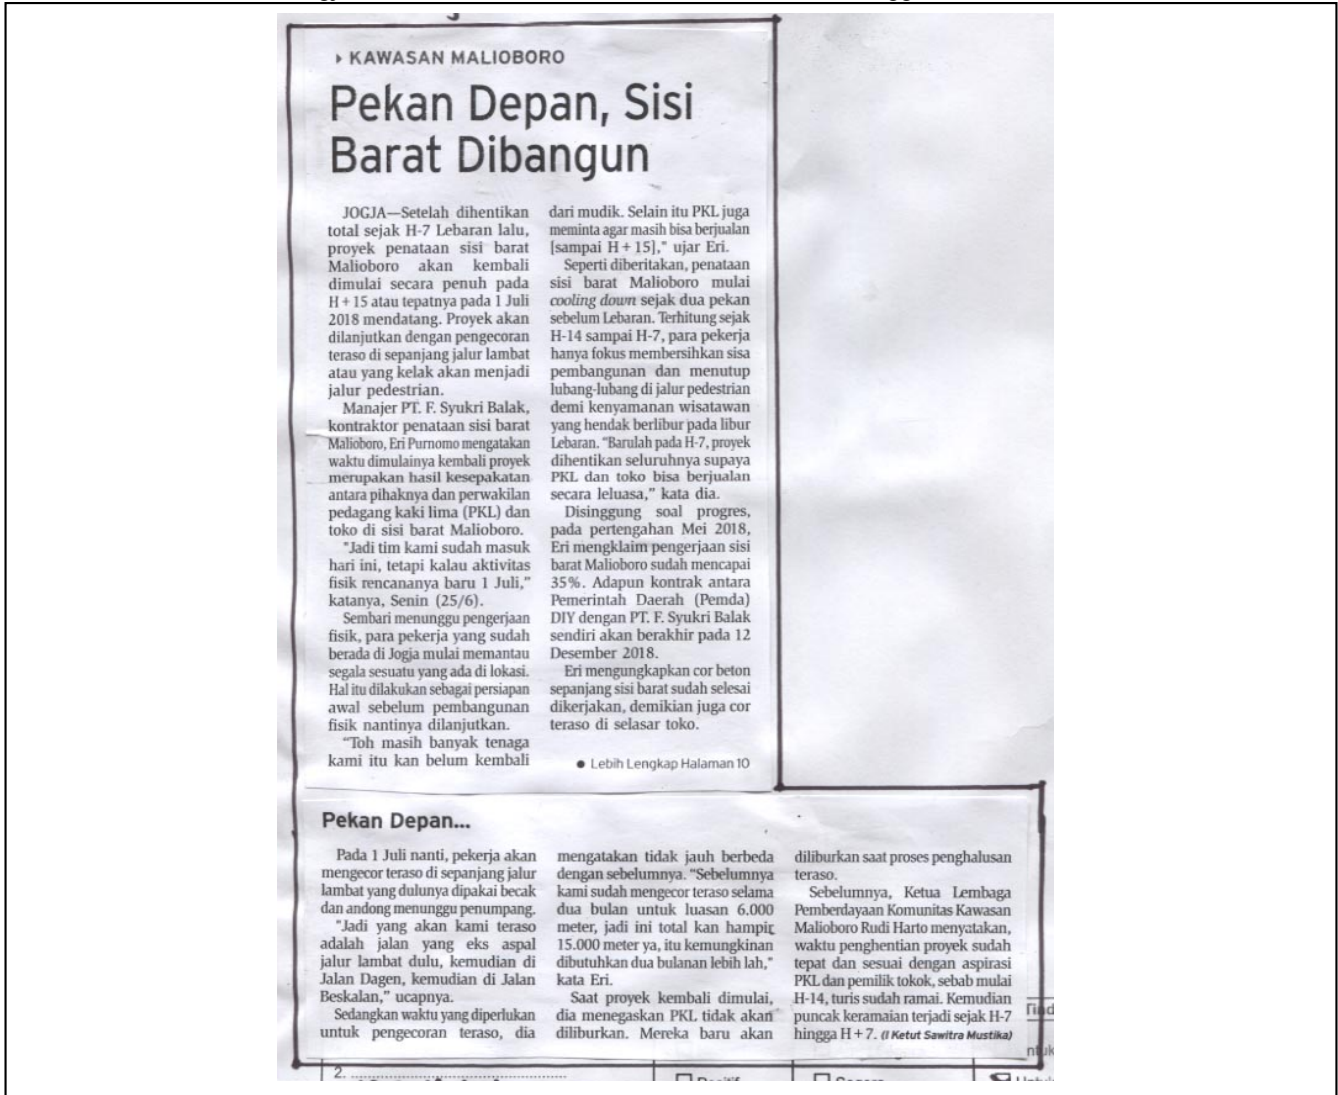 ▸ KAWASAN MALIOBORO
Pekan Depan, Sisi
Barat Dibangun
JOGJA—Setelah dihentikan
total sejak H-7 Lebaran lalu,
proyek penataan sisi barat
Malioboro akan kembali
dimulai secara penuh pada
H+15 atau tepatnya pada 1 Juli
2018 mendatang. Proyek akan
dilanjutkan dengan pengecoran
teraso di sepanjang jalur lambat
atau yang kelak akan menjadi
jalur pedestrian.
Manajer PT. F. Syukri Balak,
kontraktor penataan sisi barat
Malioboro, Eri Purnomo mengatakan
waktu dimulainya kembali proyek
merupakan hasil kesepakatan
antara pihaknya dan perwakilan
pedagang kaki lima (PKL) dan
toko di sisi barat Malioboro.
"Jadi tim kami sudah masuk
hari ini, tetapi kalau aktivitas
fisik rencananya baru 1 Juli,"
katanya, Senin (25/6).
Sembari menunggu pengerjaan
fisik, para pekerja yang sudah
berada di Jogja mulai memantau
segala sesuatu yang ada di lokasi.
Hal itu dilakukan sebagai persiapan
awal sebelum pembangunan
fisik nantinya dilanjutkan.
"Toh masih banyak tenaga
kami itu kan belum kembali
dari mudik. Selain itu PKL juga
meminta agar masih bisa berjualan
[sampai H+15]," ujar Eri.
Seperti diberitakan, penataan
sisi barat Malioboro mulai
cooling down sejak dua pekan
sebelum Lebaran. Terhitung sejak
H-14 sampai H-7, para pekerja
hanya fokus membersihkan sisa
pembangunan dan menutup
lubang-lubang di jalur pedestrian
demi kenyamanan wisatawan
yang hendak berlibur pada libur
Lebaran. "Barulah pada H-7, proyek
dihentikan seluruhnya supaya
PKL dan toko bisa berjualan
secara leluasa," kata dia.
Disinggung soal progres,
pada pertengahan Mei 2018,
Eri mengklaim pengerjaan sisi
barat Malioboro sudah mencapai
35%. Adapun kontrak antara
Pemerintah Daerah (Pemda)
DIY dengan PT. F. Syukri Balak
sendiri akan berakhir pada 12
Desember 2018.
Eri mengungkapkan cor beton
sepanjang sisi barat sudah selesai
dikerjakan, demikian juga cor
teraso di selasar toko.
● Lebih Lengkap Halaman 10
Pekan Depan...
Pada 1 Juli nanti, pekerja akan
mengecor teraso di sepanjang jalur
lambat yang dulunya dipakai becak
dan andong menunggu penumpang.
"Jadi yang akan kami teraso
adalah jalan yang eks aspal
jalur lambat dulu, kemudian di
Jalan Dagen, kemudian di Jalan
Beskalan," ucapnya.
Sedangkan waktu yang diperlukan
untuk pengecoran teraso, dia
mengatakan tidak jauh berbeda
dengan sebelumnya. "Sebelumnya
kami sudah mengecor teraso selama
dua bulan untuk luasan 6.000
meter, jadi ini total kan hampir
15.000 meter ya, itu kemungkinan
dibutuhkan dua bulanan lebih lah,"
kata Eri.
Saat proyek kembali dimulai,
dia menegaskan PKL tidak akan
diliburkan. Mereka baru akan
diliburkan saat proses penghalusan
teraso.
Sebelumnya, Ketua Lembaga
Pemberdayaan Komunitas Kawasan
Malioboro Rudi Harto menyatakan,
waktu penghentian proyek sudah
tepat dan sesuai dengan aspirasi
PKL dan pemilik tokok, sebab mulai
H-14, turis sudah ramai. Kemudian
puncak keramaian terjadi sejak H-7
hingga H+7. (I Ketut Sawitra Mustika)
2.